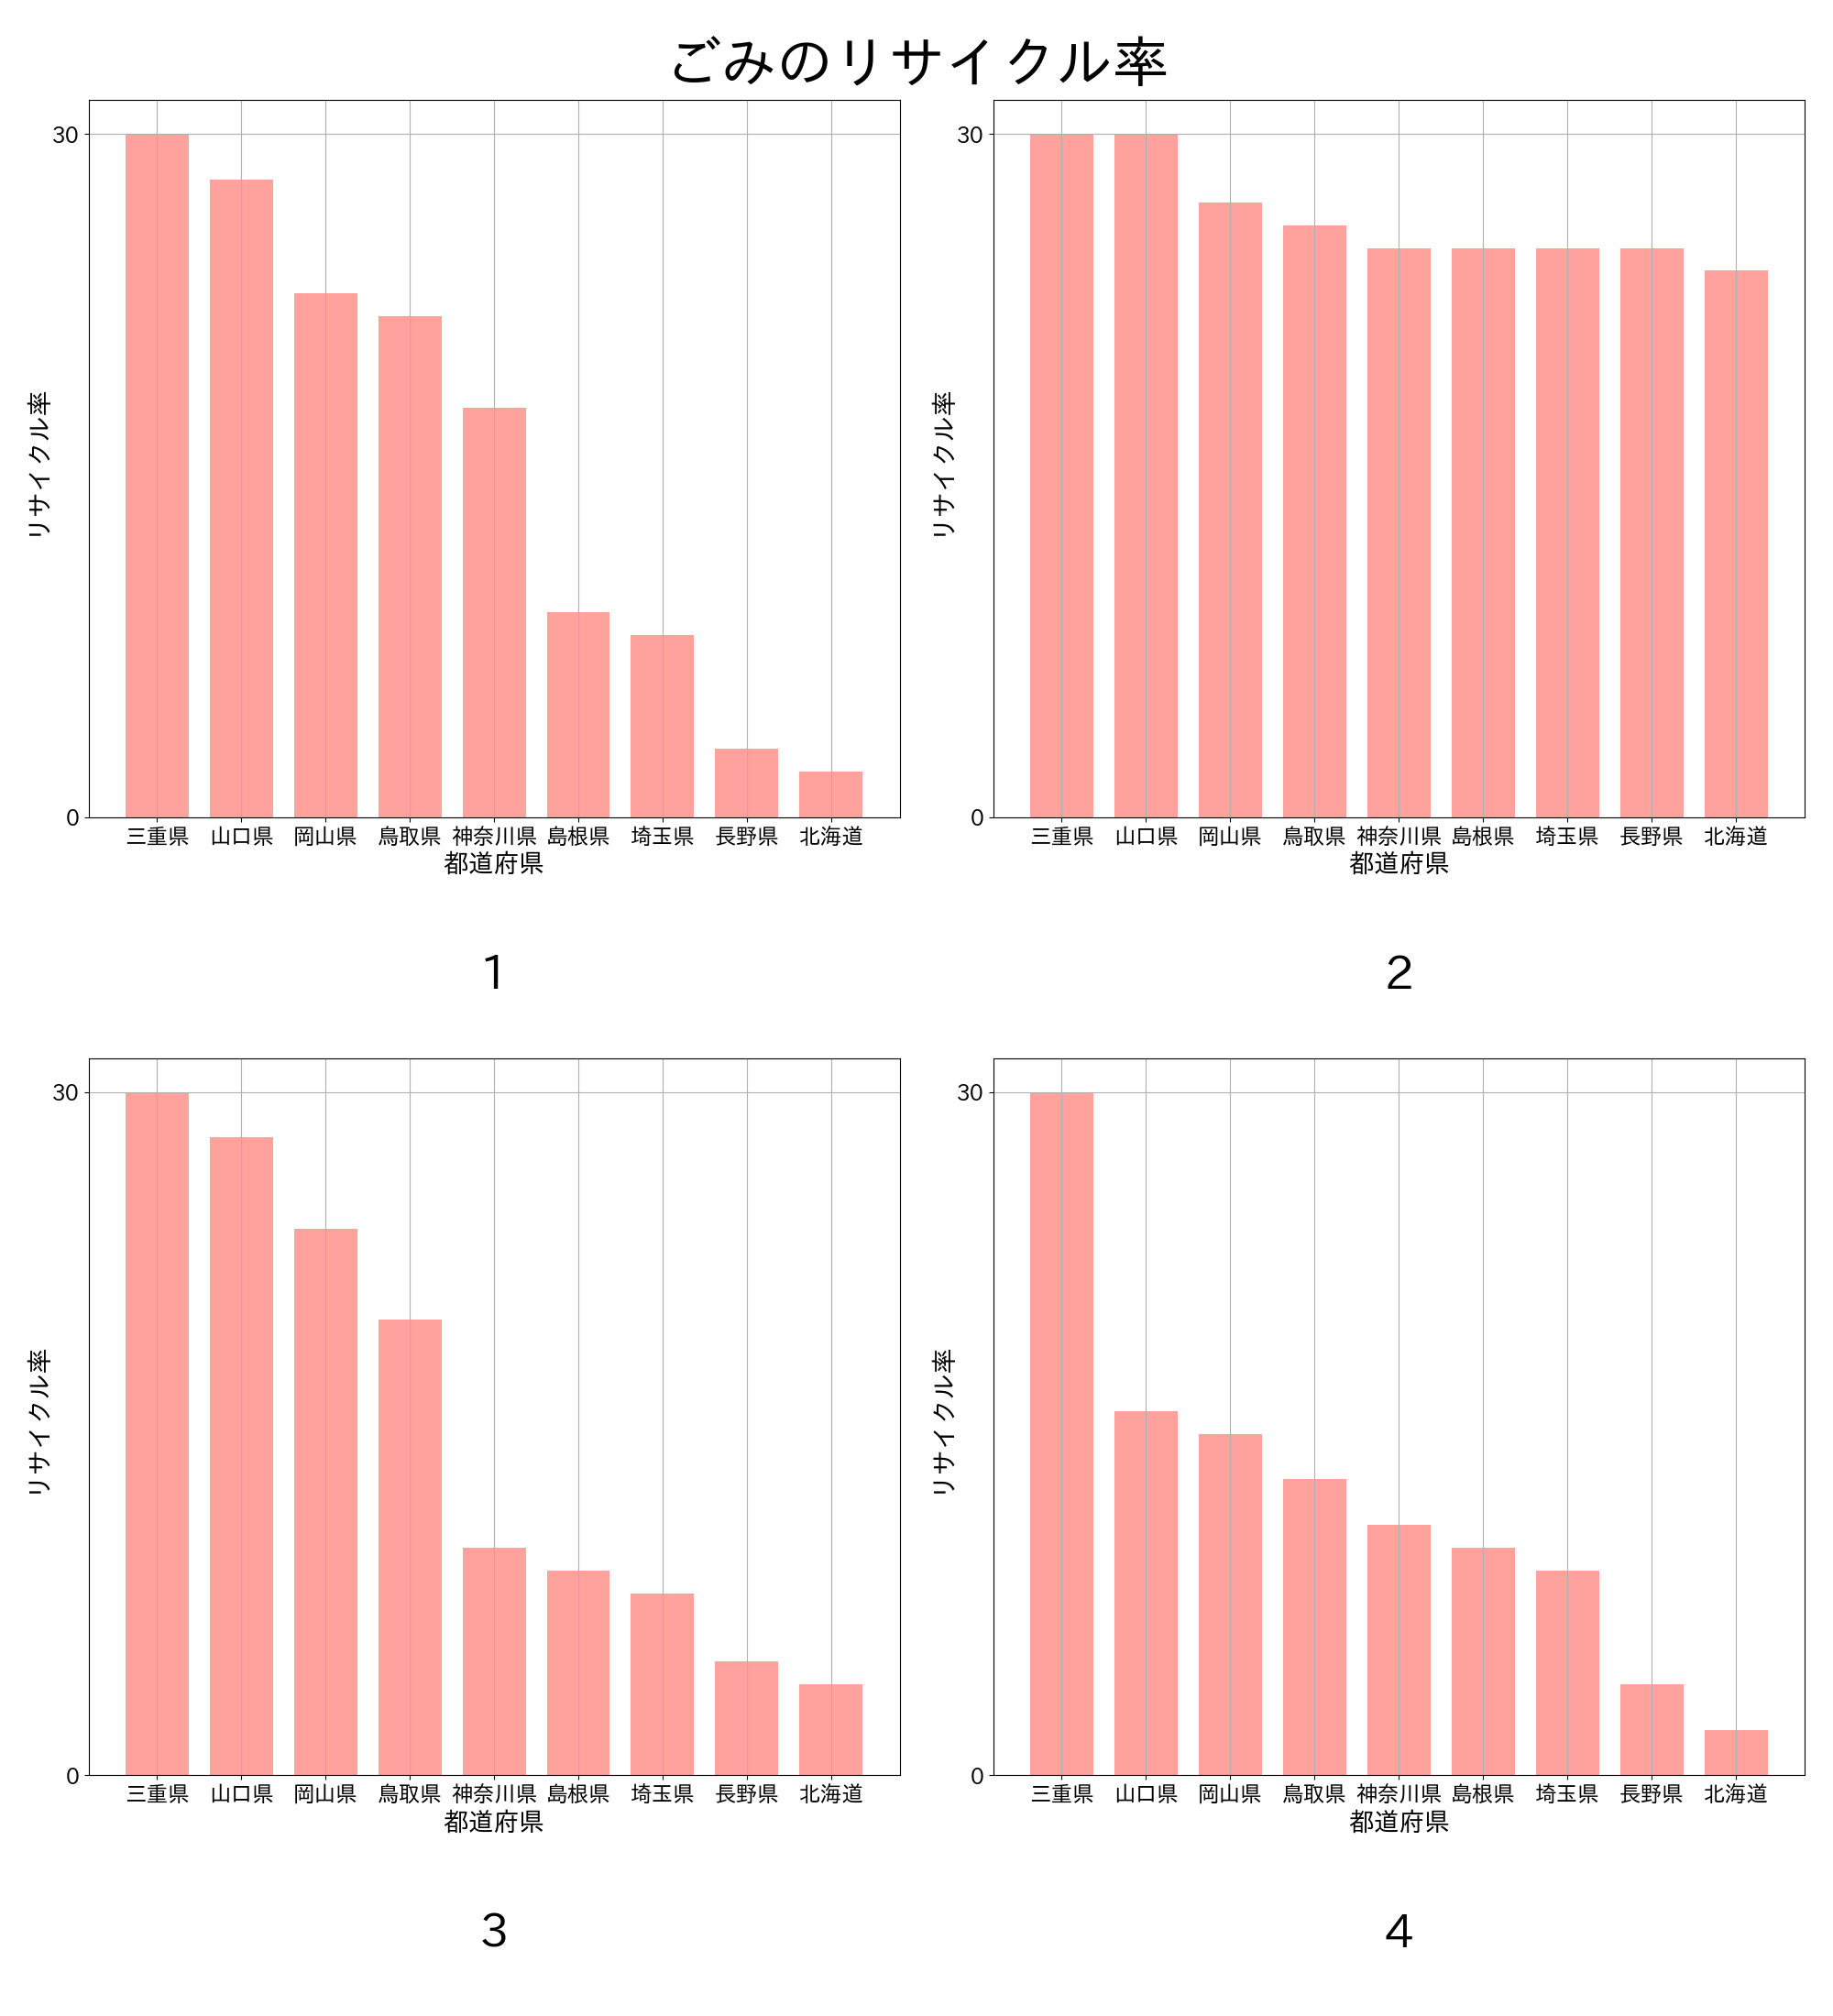 ごみのリサイクル率
30
0
リサイクル率
三重県 山口県 岡山県 鳥取県 神奈川県 島根県 埼玉県 長野県 北海道
都道府県
1
30
0
リサイクル率
三重県 山口県 岡山県 鳥取県 神奈川県 島根県 埼玉県 長野県 北海道
都道府県
2
30
0
リサイクル率
三重県 山口県 岡山県 鳥取県 神奈川県 島根県 埼玉県 長野県 北海道
都道府県
3
30
0
リサイクル率
三重県 山口県 岡山県 鳥取県 神奈川県 島根県 埼玉県 長野県 北海道
都道府県
4